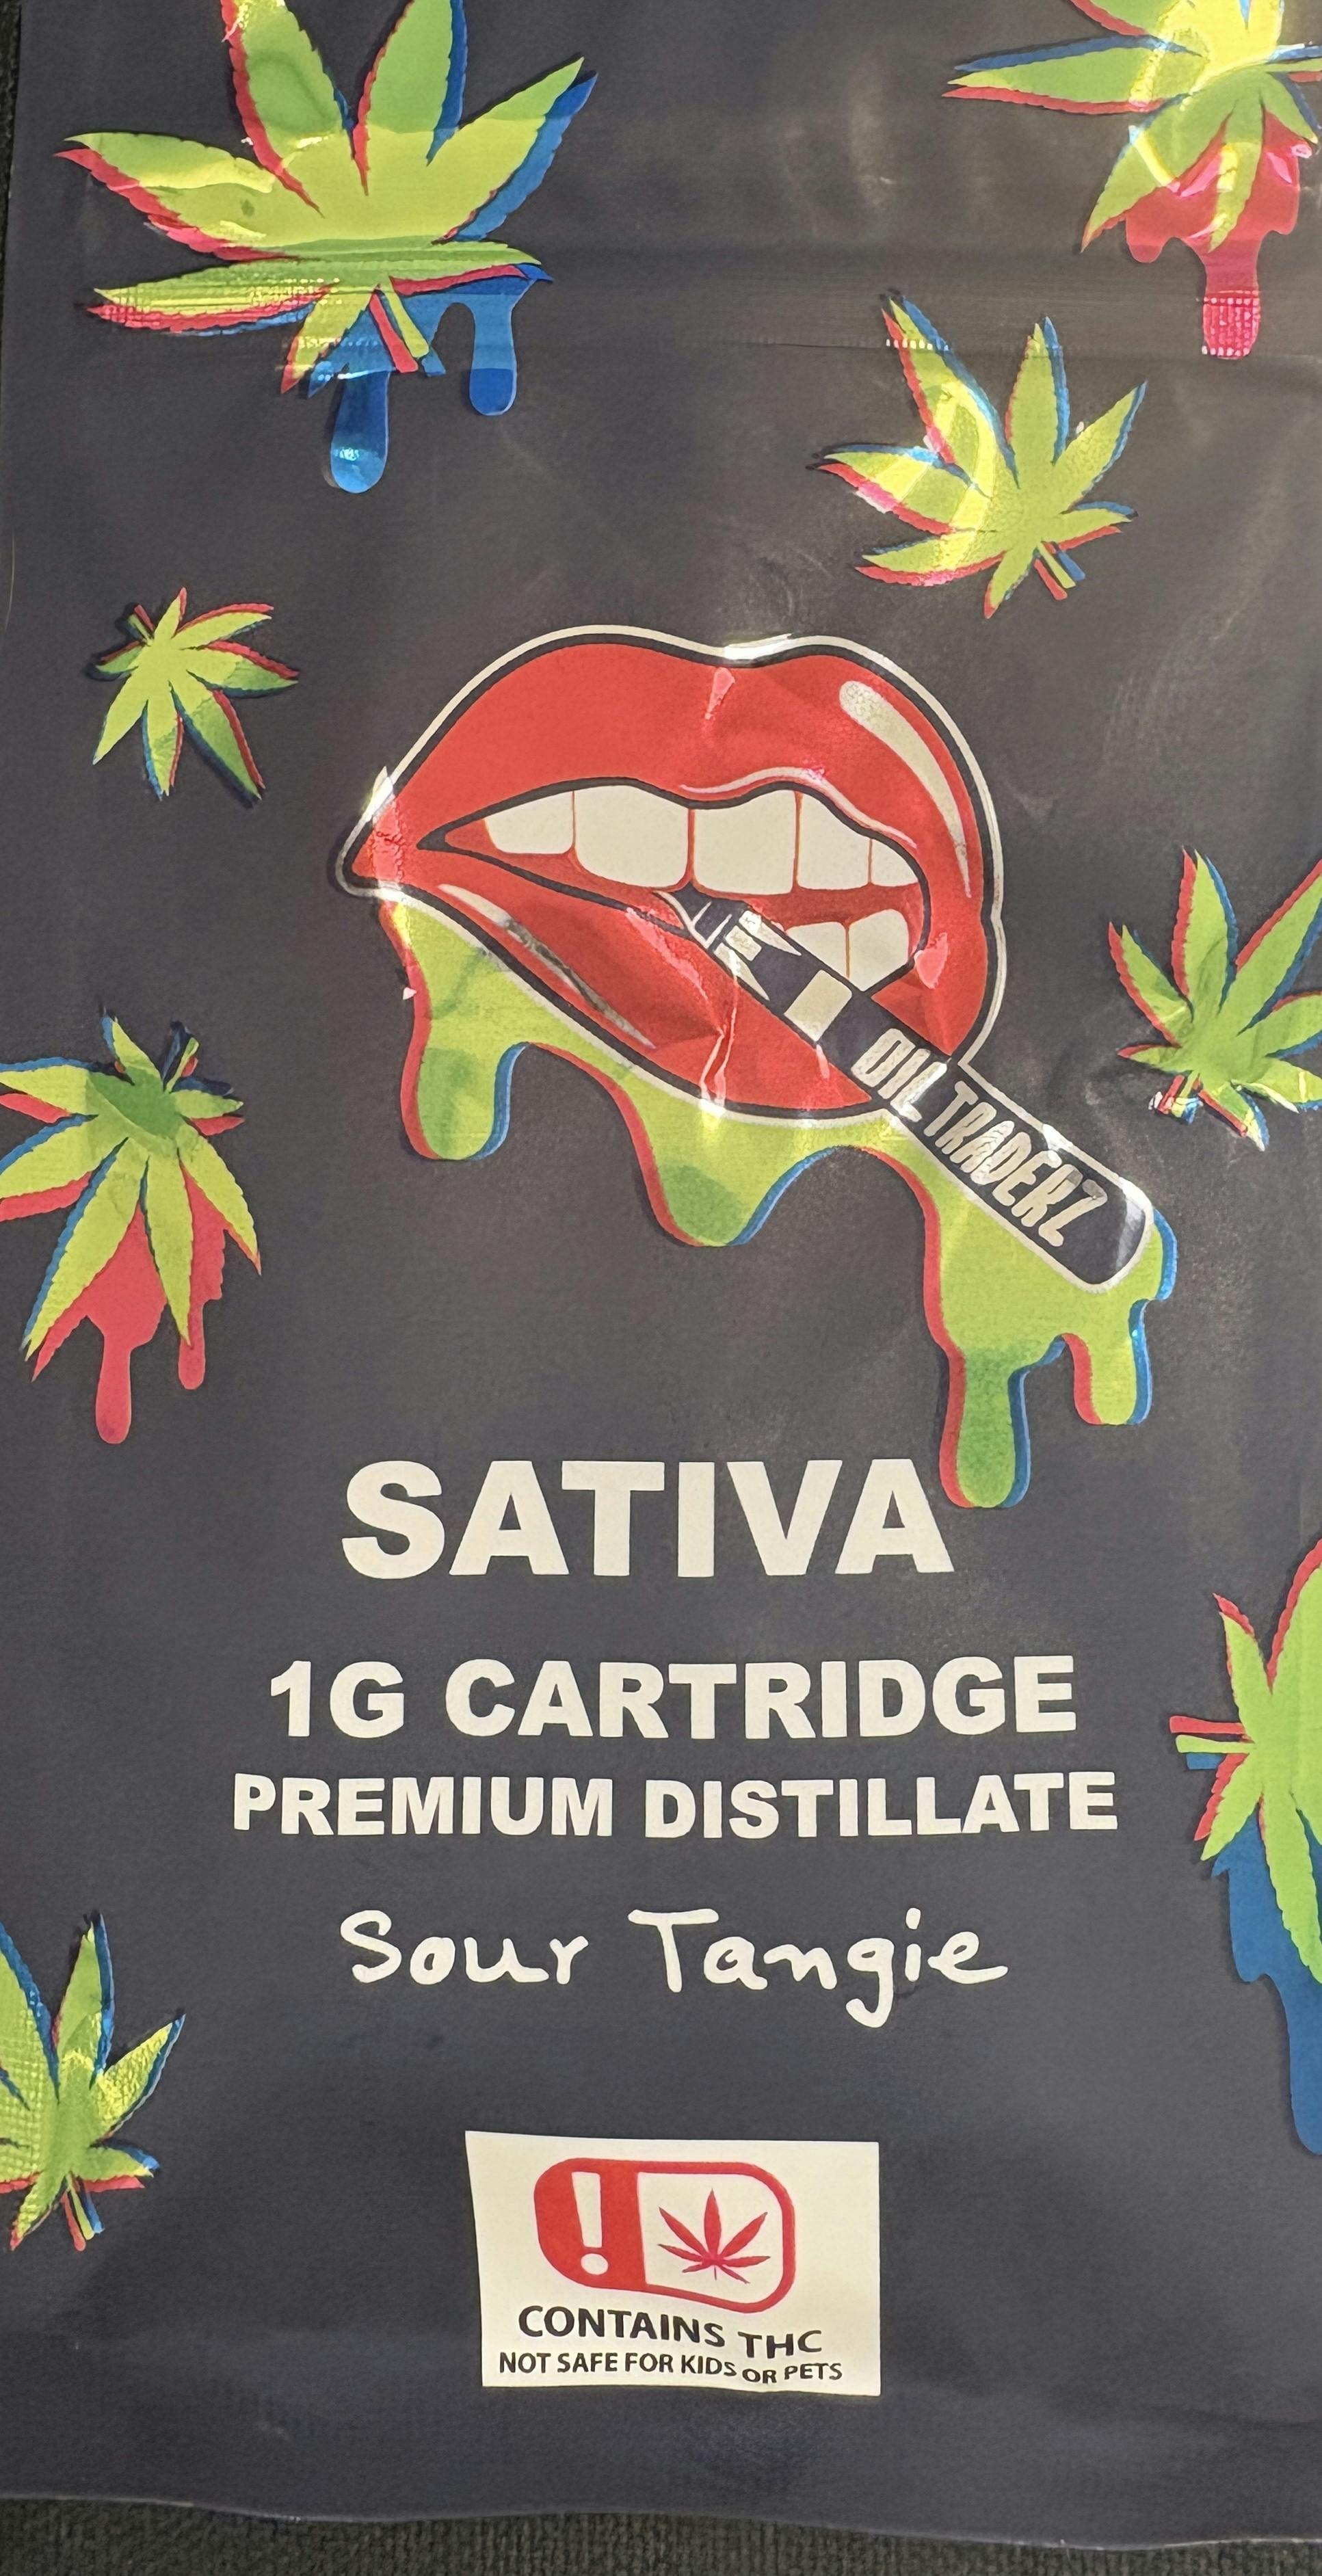 OIL TRADERZ
SATIVA
1G CARTRIDGE
PREMIUM DISTILLATE
Sour Tangie
!
CONTAINS THC
NOT SAFE FOR KIDS OR PETS